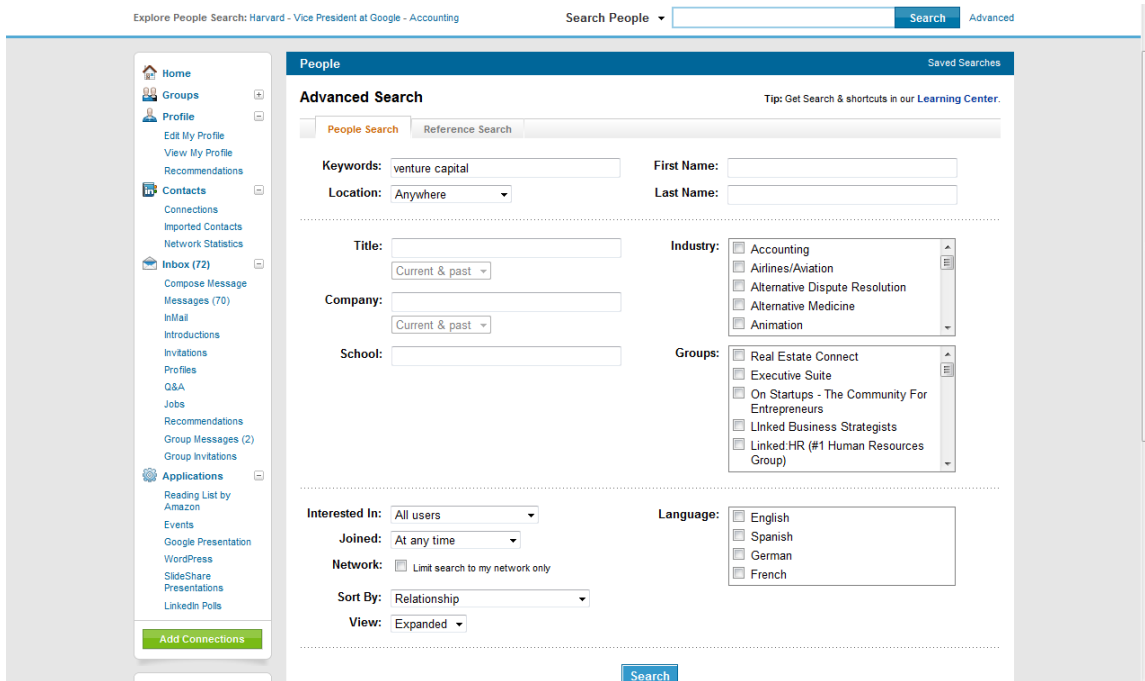 Explore People Search: Harvard - Vice President at Google - Accounting
Search People
Search
Advanced
Home
Groups
Profile
Edit My Profile
View My Profile
Recommendations
Contacts
Connections
Imported Contacts
Network Statistics
Inbox (72)
Compose Message
Messages (70)
InMail
Introductions
Invitations
Profiles
Q&A
Jobs
Recommendations
Group Messages (2)
Group Invitations
Applications
Reading List by
Amazon
Events
Google Presentation
WordPress
SlideShare
Presentations
LinkedIn Polls
Add Connections
People
Saved Searches
Advanced Search
Tip: Get Search & shortcuts in our Learning Center.
People Search
Reference Search
Keywords: venture capital
First Name:
Location: Anywhere
Last Name:
Title:
Current & past
Company:
Current & past
School:
Industry:
Accounting
Airlines/Aviation
Alternative Dispute Resolution
Alternative Medicine
Animation
Groups:
Real Estate Connect
Executive Suite
On Startups - The Community For
Entrepreneurs
LInked Business Strategists
Linked:HR (#1 Human Resources
Group)
Interested In: All users
Joined: At any time
Network: Limit search to my network only
Sort By: Relationship
View: Expanded
Language:
English
Spanish
German
French
Search